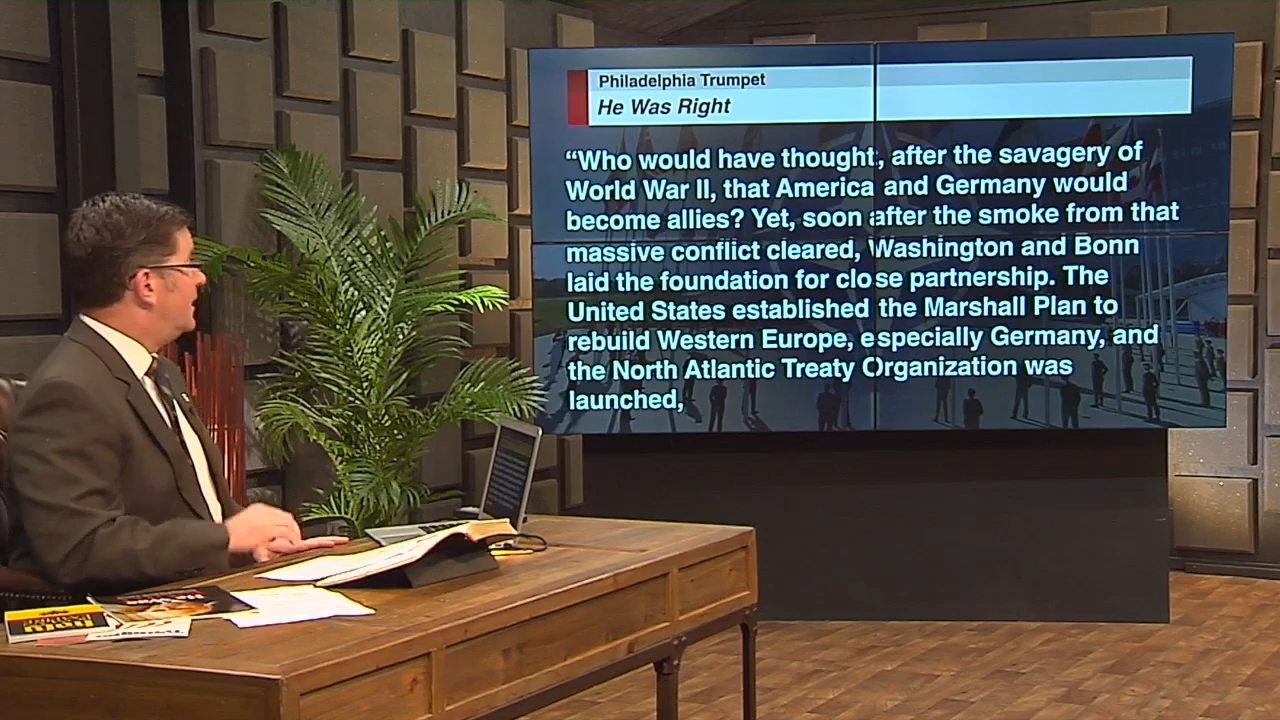 Philadelphia Trumpet
He Was Right
“Who would have thought, after the savagery of
World War II, that America and Germany would
become allies? Yet, soon after the smoke from that
massive conflict cleared, Washington and Bonn
laid the foundation for close partnership. The
United States established the Marshall Plan to
rebuild Western Europe, especially Germany, and
the North Atlantic Treaty Organization was
launched,